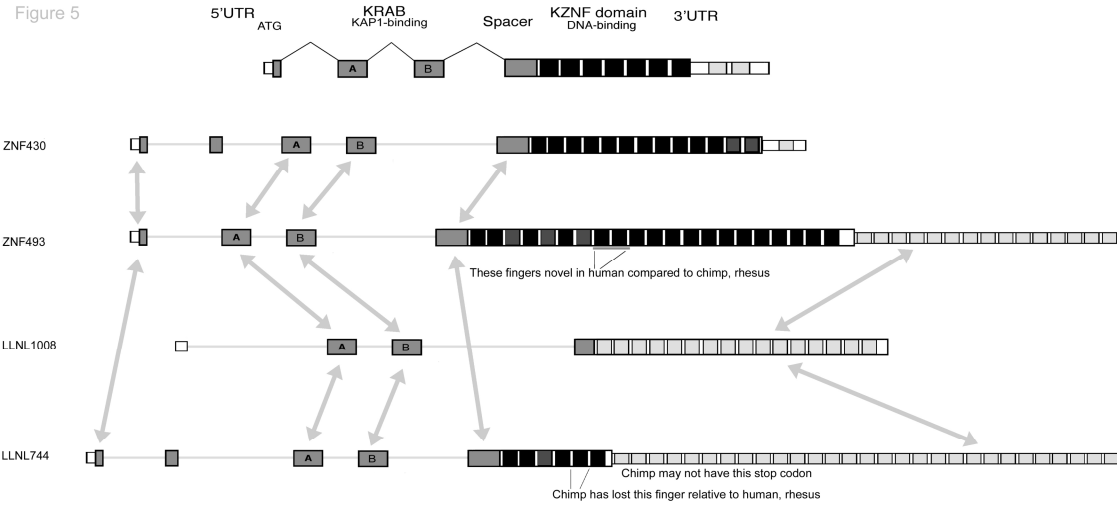 Figure 5
5'UTR
ATG
KRAB
KAP1-binding
Spacer
KZNF domain
DNA-binding
3'UTR
A
B
ZNF430
A
B
ZNF493
A
B
These fingers novel in human compared to chimp, rhesus
LLNL1008
A
B
LLNL744
A
B
Chimp may not have this stop codon
Chimp has lost this finger relative to human, rhesus